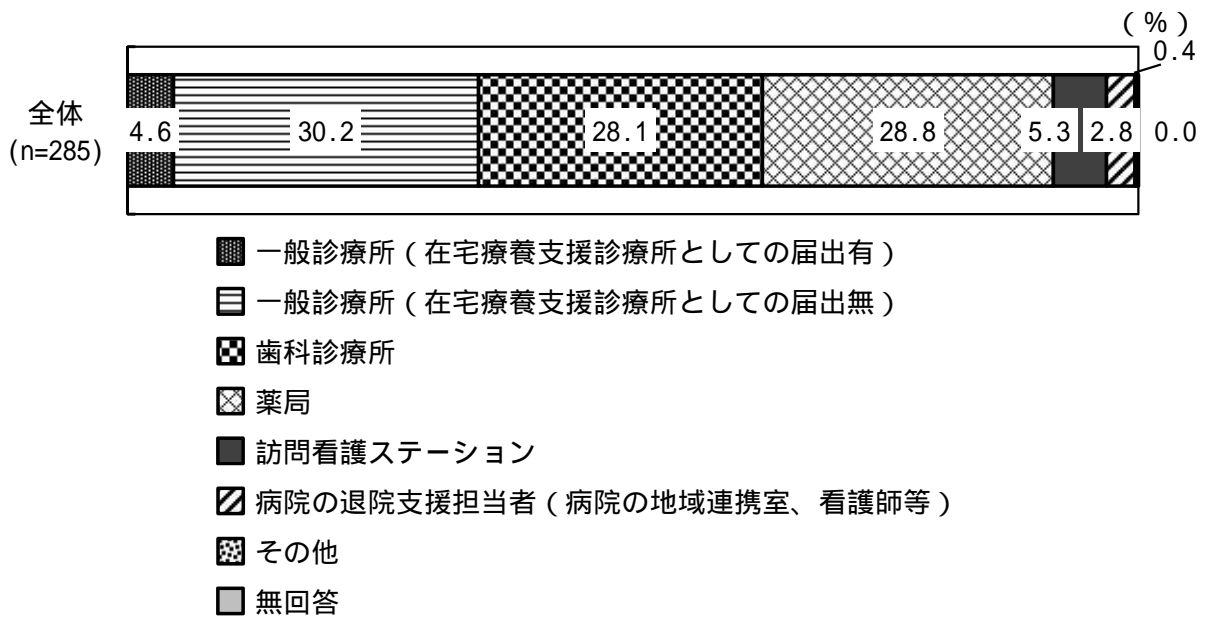 (%)
0.4
全体
(n=285)
4.6 30.2 28.1 28.8 5.3 2.8 0.0
一般診療所(在宅療養支援診療所としての届出有)
一般診療所(在宅療養支援診療所としての届出無)
歯科診療所
薬局
訪問看護ステーション
病院の退院支援担当者(病院の地域連携室、看護師等)
その他
無回答